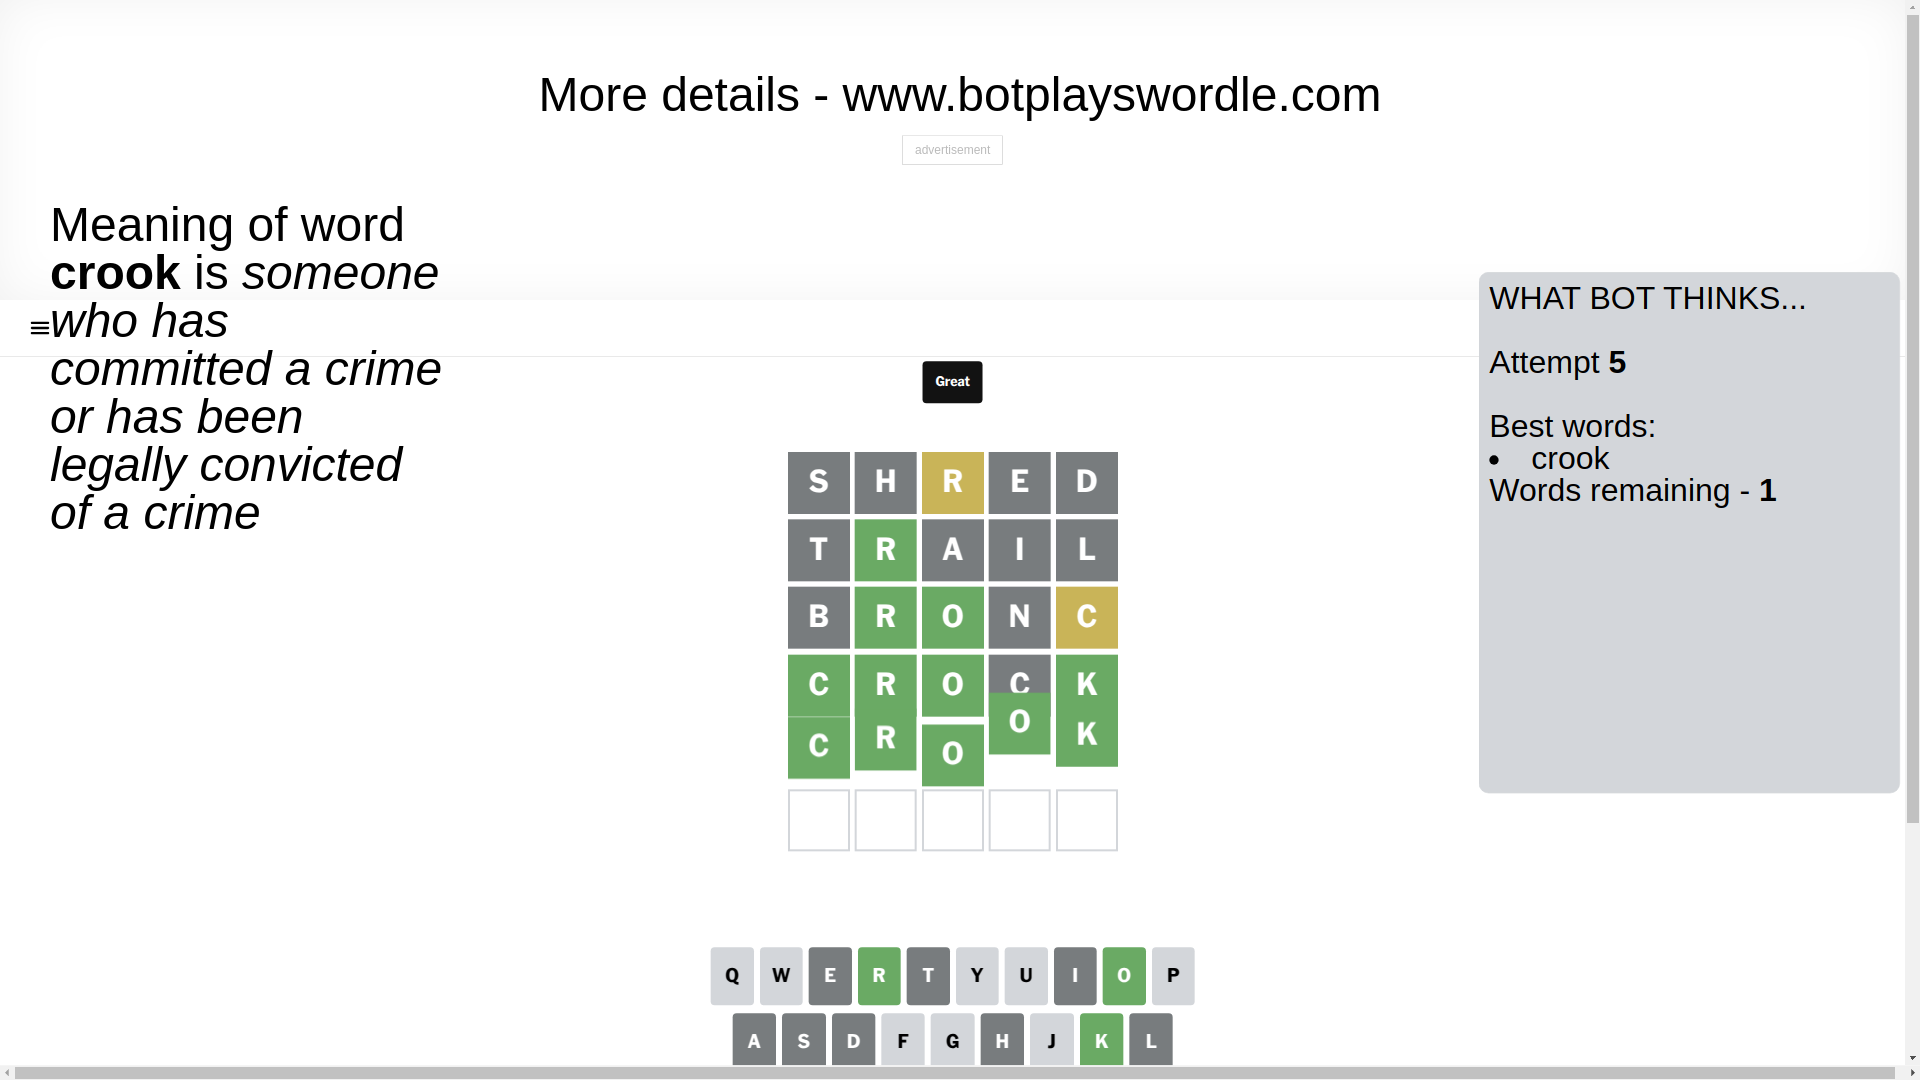 More details - www.botplayswordle.com
advertisement
Meaning of word
crook is someone
who has
committed a crime
or has been
legally convicted
of a crime
WHAT BOT THINKS...
Attempt 5
Best words:
• crook
Words remaining - 1
Great
S H R E D
T R A I L
B R O N C
C R O C K
C R O O K
Q W E R T Y U I O P
A S D F G H J K L